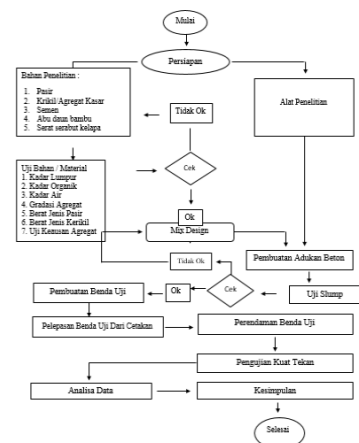 Mulai
Persiapan
Bahan Penelitian :
1. Pasir
2. Krikil/Agregat Kasar
3. Semen
4. Abu daun bambu
5. Serat serabut kelapa
Tidak Ok
Alat Penelitian
Cek
Uji Bahan / Material
1. Kadar Lumpur
2. Kadar Organik
3. Kadar Air
4. Gradasi Agregat
5. Berat Jenis Pasir
6. Berat Jenis Kerikil
7. Uji Keausan Agregat
Ok
Mix Design
Tidak Ok
Pembuatan Adukan Beton
Pembuatan Benda Uji
Ok
Cek
Uji Slump
Pelepasan Benda Uji Dari Cetakan
Perendaman Benda Uji
Pengujian Kuat Tekan
Analisa Data
Kesimpulan
Selesai